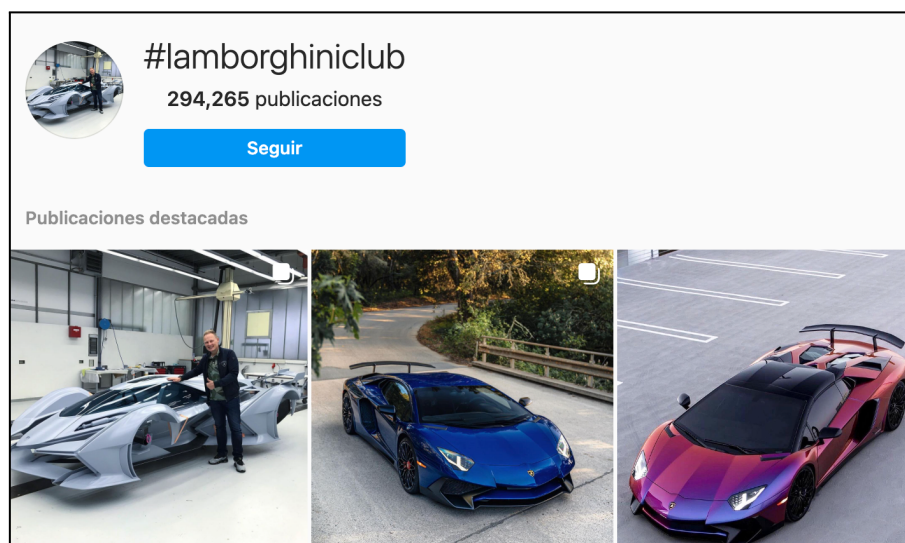 #lamborghiniclub
294,265 publicaciones
Seguir
Publicaciones destacadas